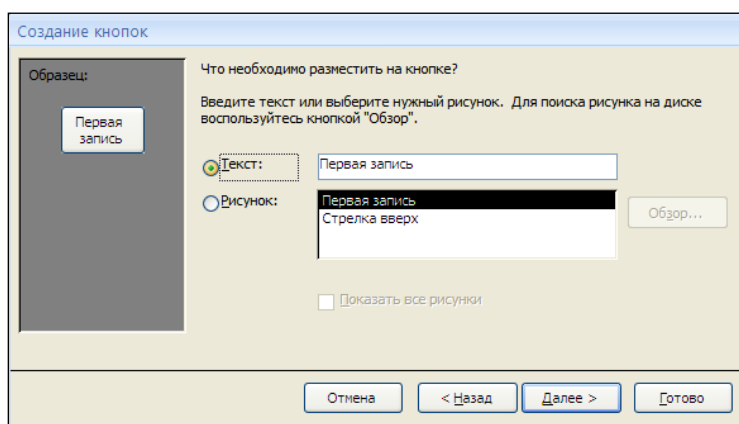 Создание кнопок
Образец:
Первая
запись
Что необходимо разместить на кнопке?
Введите текст или выберите нужный рисунок. Для поиска рисунка на диске
воспользуйтесь кнопкой "Обзор".
Текст:
Первая запись
Рисунок:
Первая запись
Стрелка вверх
Обзор...
Показать все рисунки
Отмена
< Назад
Далее >
Готово